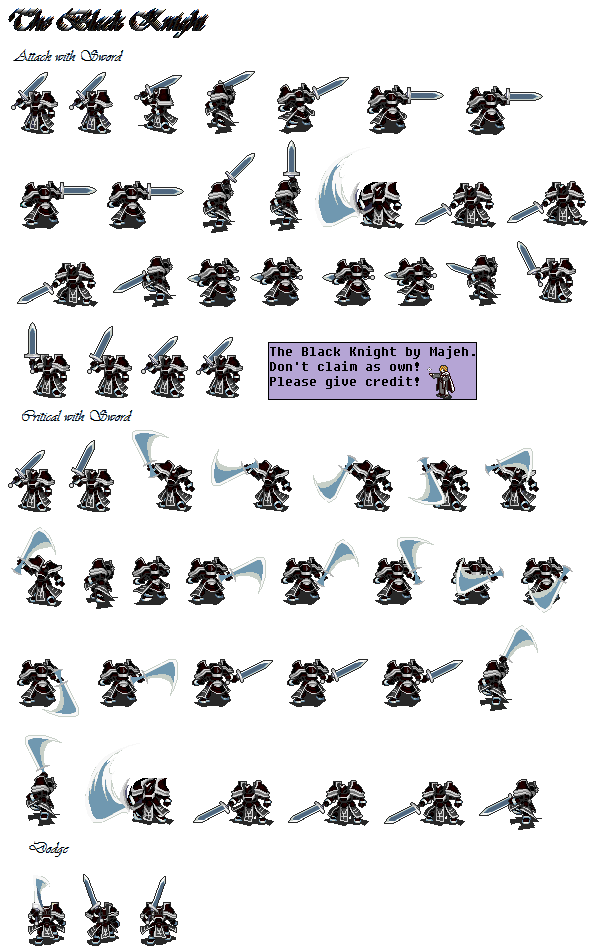 The Black Knight
Attack with Sword
The Black Knight by Majeh.
Don't claim as own!
Please give credit!
Critical with Sword
Dodge